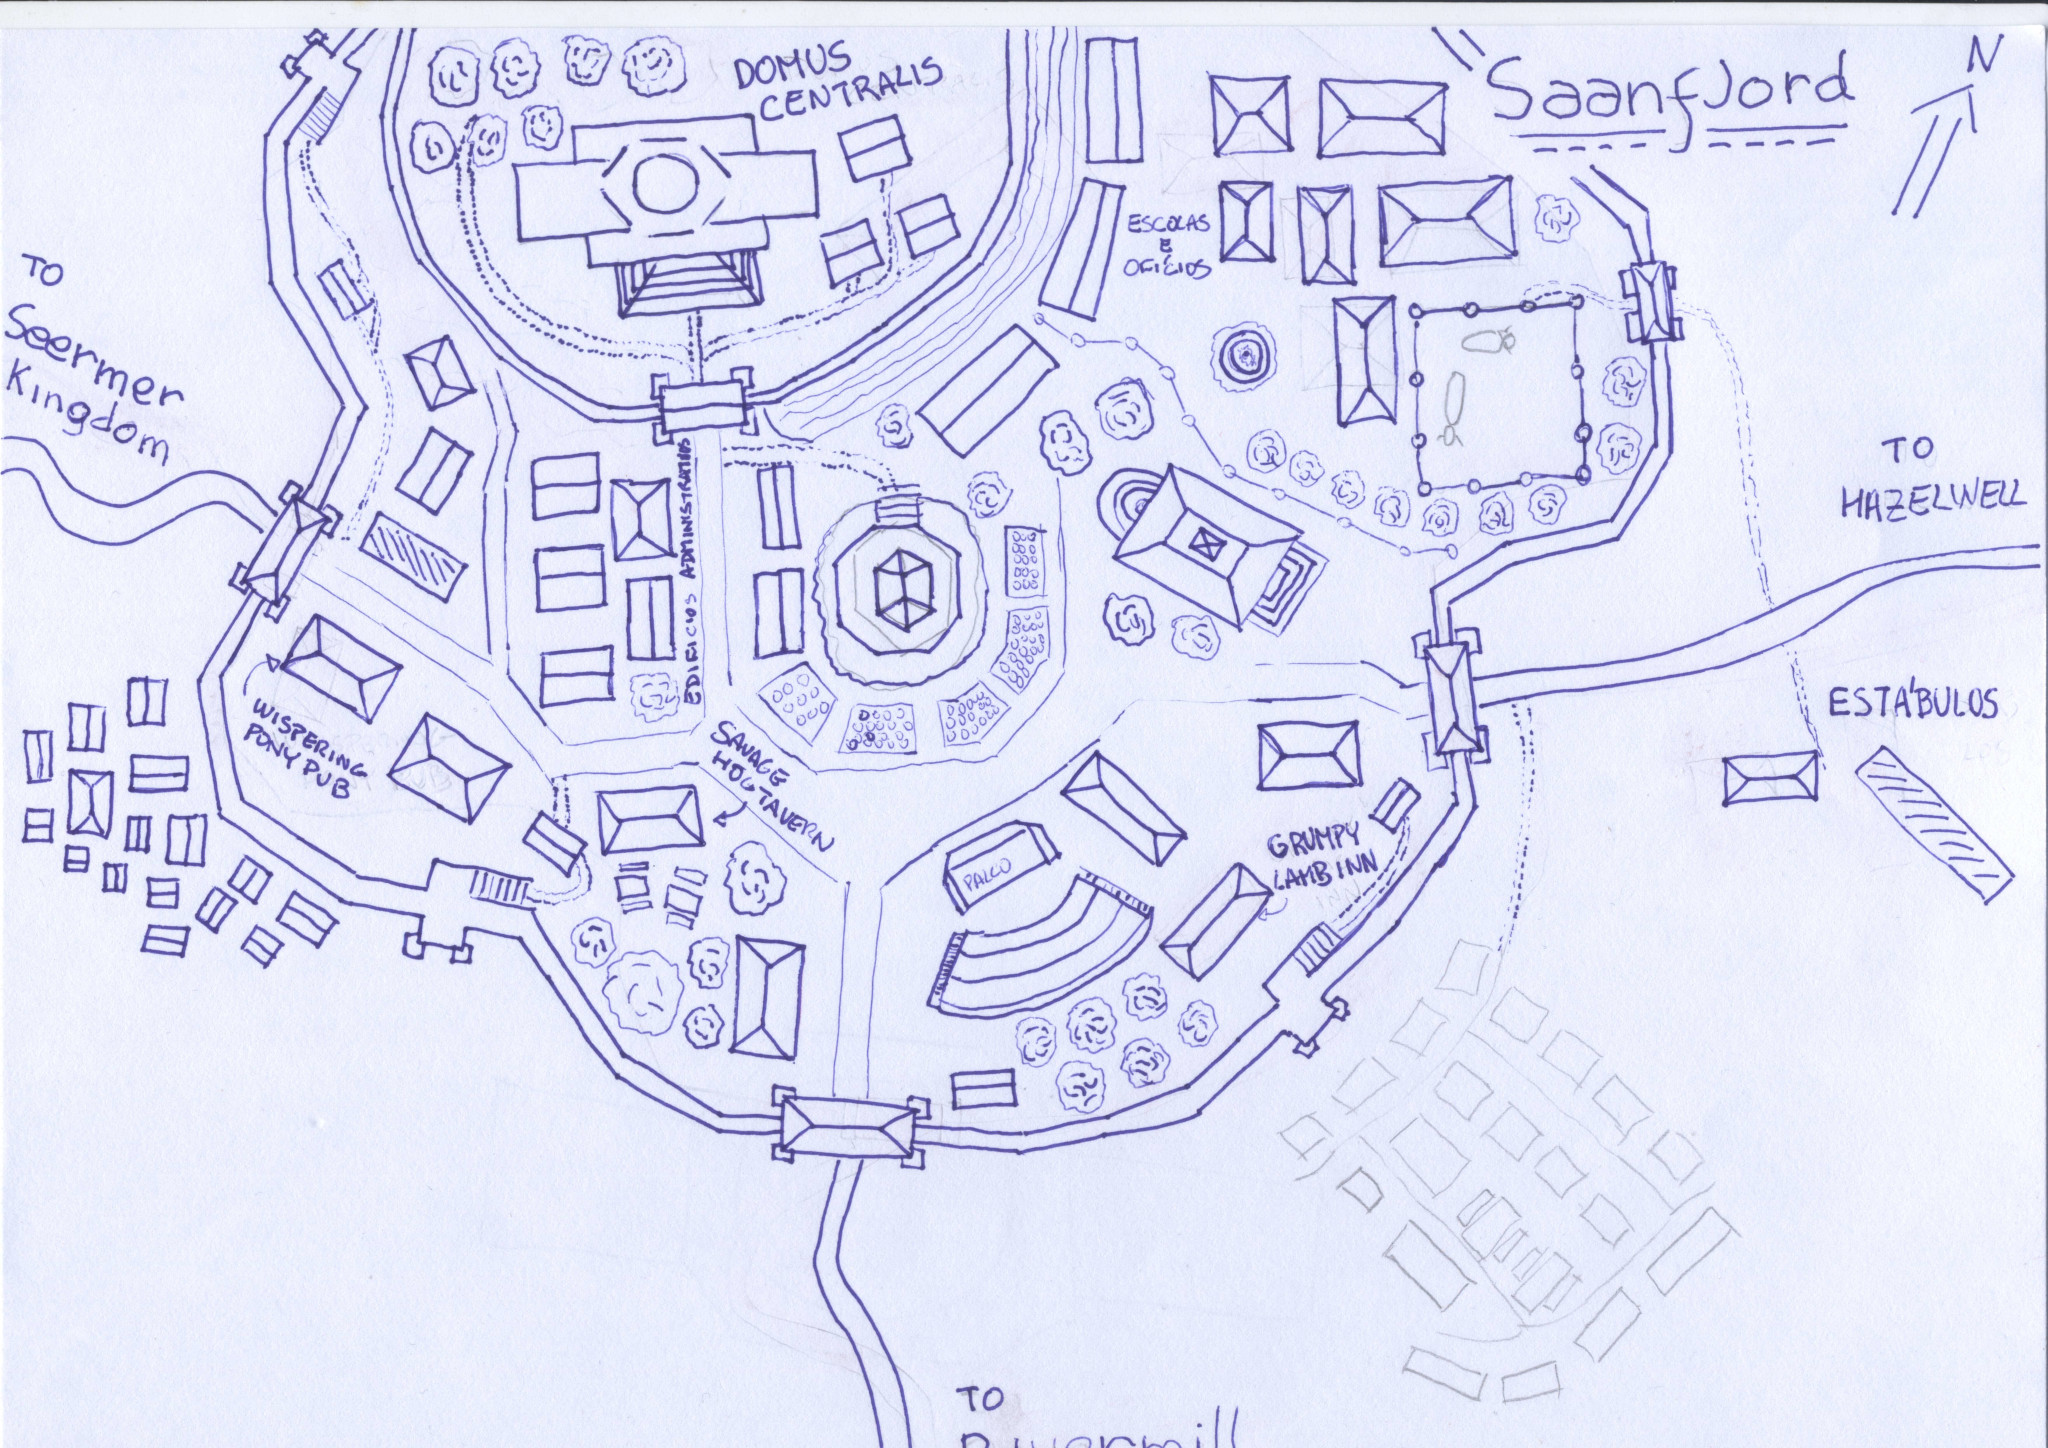 DOMUS
CENTRALIS
Saanfjord
N
TO
Seermer
Kingdom
ESCOLAS
E
OFÍCIOS
TO
HAZELWELL
EDIFICIOS ADMINISTRATIVOS
ESTÁBULOS
WISPERING
PONY PUB
SAVAGE
HOG TAVERN
GRUMPY
LAMB INN
PALCO
TO